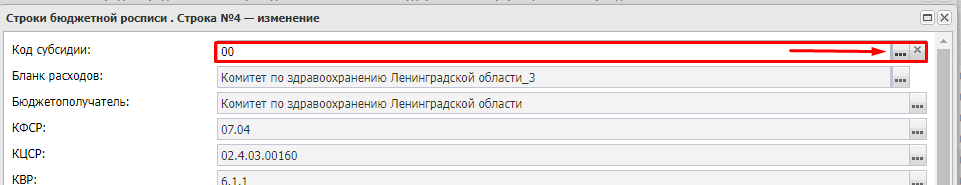 Строки бюджетной росписи . Строка №4 — изменение
Код субсидии: 00 ...
Бланк расходов: Комитет по здравоохранению Ленинградской области_3 ...
Бюджетополучатель: Комитет по здравоохранению Ленинградской области ...
КФСР: 07.04 ...
КЦСР: 02.4.03.00160 ...
КВР: 6.1.1 ...